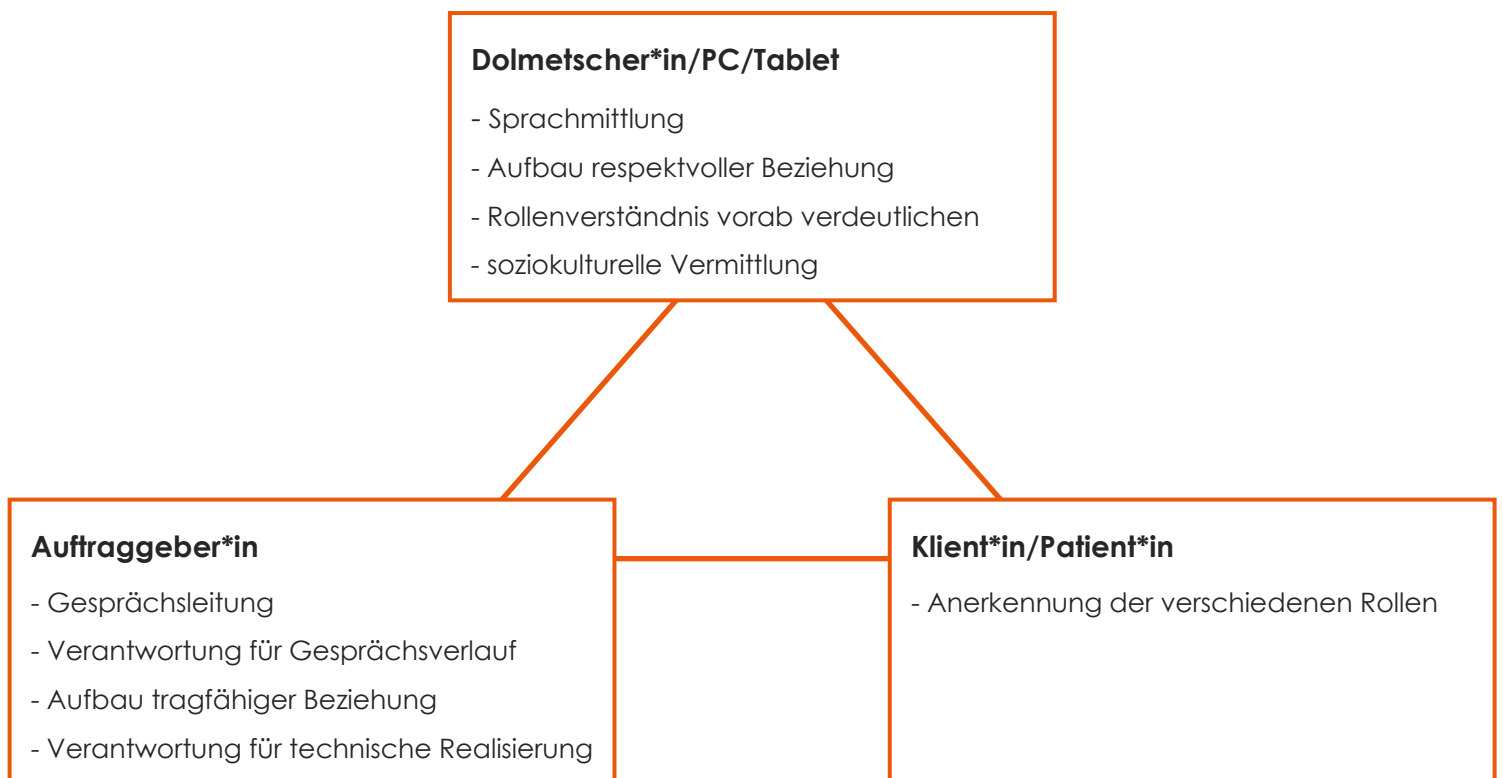 Dolmetscher*in/PC/Tablet
- Sprachmittlung
- Aufbau respektvoller Beziehung
- Rollenverständnis vorab verdeutlichen
- soziokulturelle Vermittlung
Auftraggeber*in
- Gesprächsleitung
- Verantwortung für Gesprächsverlauf
- Aufbau tragfähiger Beziehung
- Verantwortung für technische Realisierung
Klient*in/Patient*in
- Anerkennung der verschiedenen Rollen